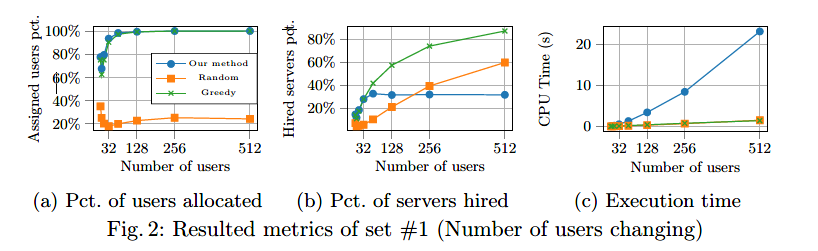 Assigned users pct.
100%
80%
60%
40%
20%
Our method
Random
Greedy
32 128 256 512
Number of users
(a) Pct. of users allocated
Hired servers pct.
80%
60%
40%
20%
32 128 256 512
Number of users
(b) Pct. of servers hired
CPU Time (s)
20
10
0
32 128 256 512
Number of users
(c) Execution time
Fig. 2: Resulted metrics of set #1 (Number of users changing)